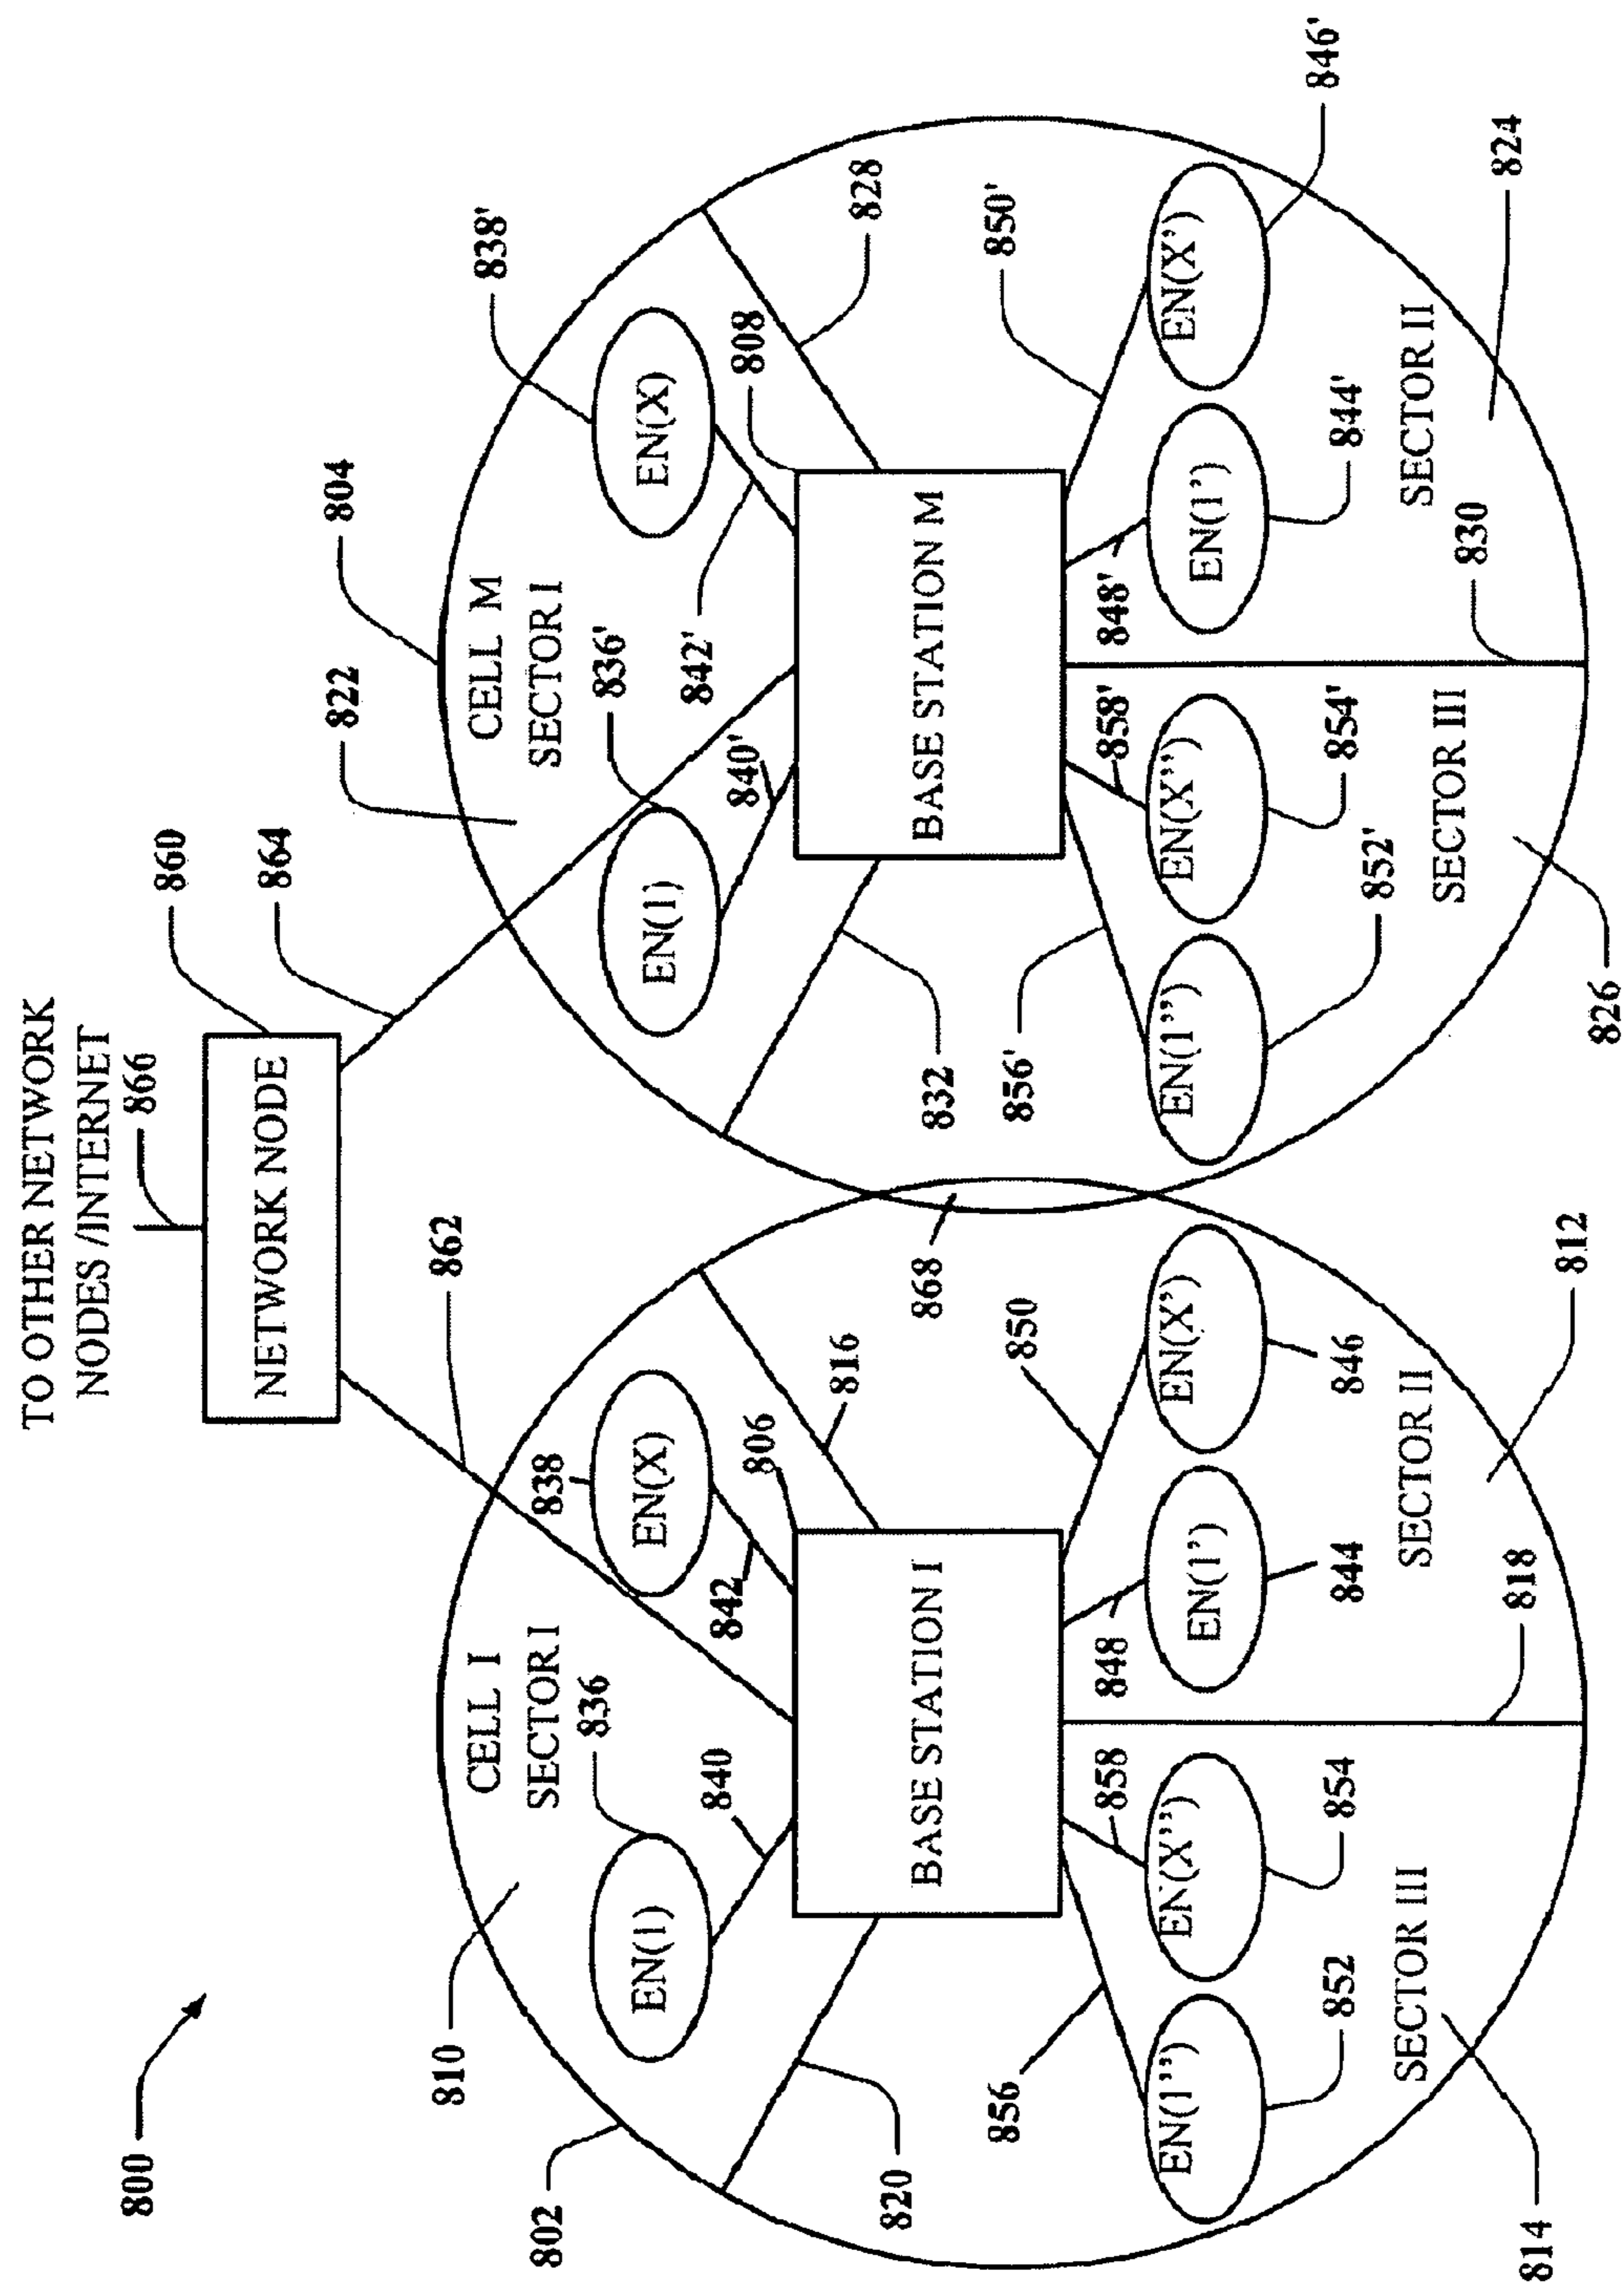 800
TO OTHER NETWORK
NODES /INTERNET
866
NETWORK NODE
860
862
864
802
810
CELL I
SECTOR I
836
EN(1)
840
838
EN(X)
842
806
816
BASE STATION I
820
856
858
848
850
EN(1'')
EN(X'')
EN(1')
EN(X')
852
854
844
846
SECTOR III
SECTOR II
814
818
812
868
804
822
CELL M
SECTOR I
836'
EN(1)
840'
838'
EN(X)
842'
808
828
BASE STATION M
832
856'
858'
848'
850'
EN(1'')
EN(X'')
EN(1')
EN(X')
852'
854'
844'
846'
SECTOR III
SECTOR II
826
830
824